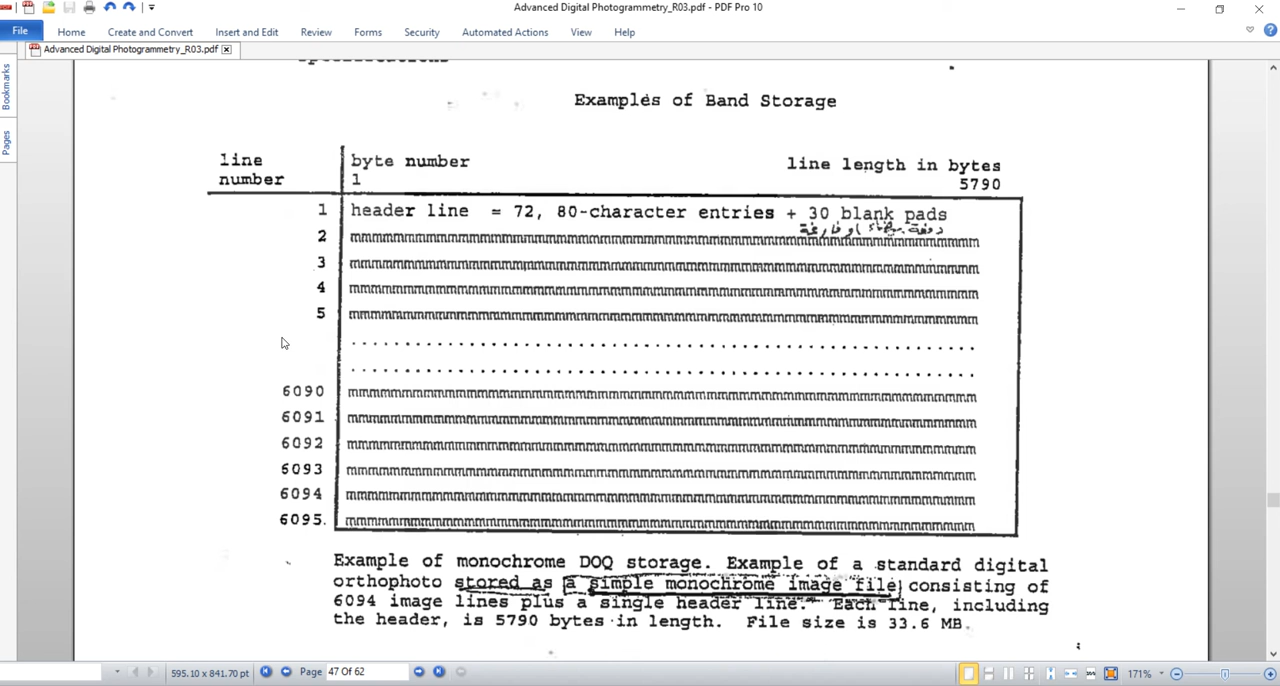 Advanced Digital Photogrammetry_R03.pdf - PDF Pro 10
File Home Create and Convert Insert and Edit Review Forms Security Automated Actions View Help
Advanced Digital Photogrammetry_R03.pdf
Bookmarks
Pages
Specifications
Examples of Band Storage
line number
byte number
1
line length in bytes
5790
1 header line = 72, 80-character entries + 30 blank pads
أو فارغة
2
3
4
5
6090
6091
6092
6093
6094
6095.
Example of monochrome DOQ storage. Example of a standard digital
orthophoto stored as a simple monochrome image file consisting of
6094 image lines plus a single header line. Each line, including
the header, is 5790 bytes in length. File size is 33.6 MB.
595.10 x 841.70 pt Page 47 Of 62 171%